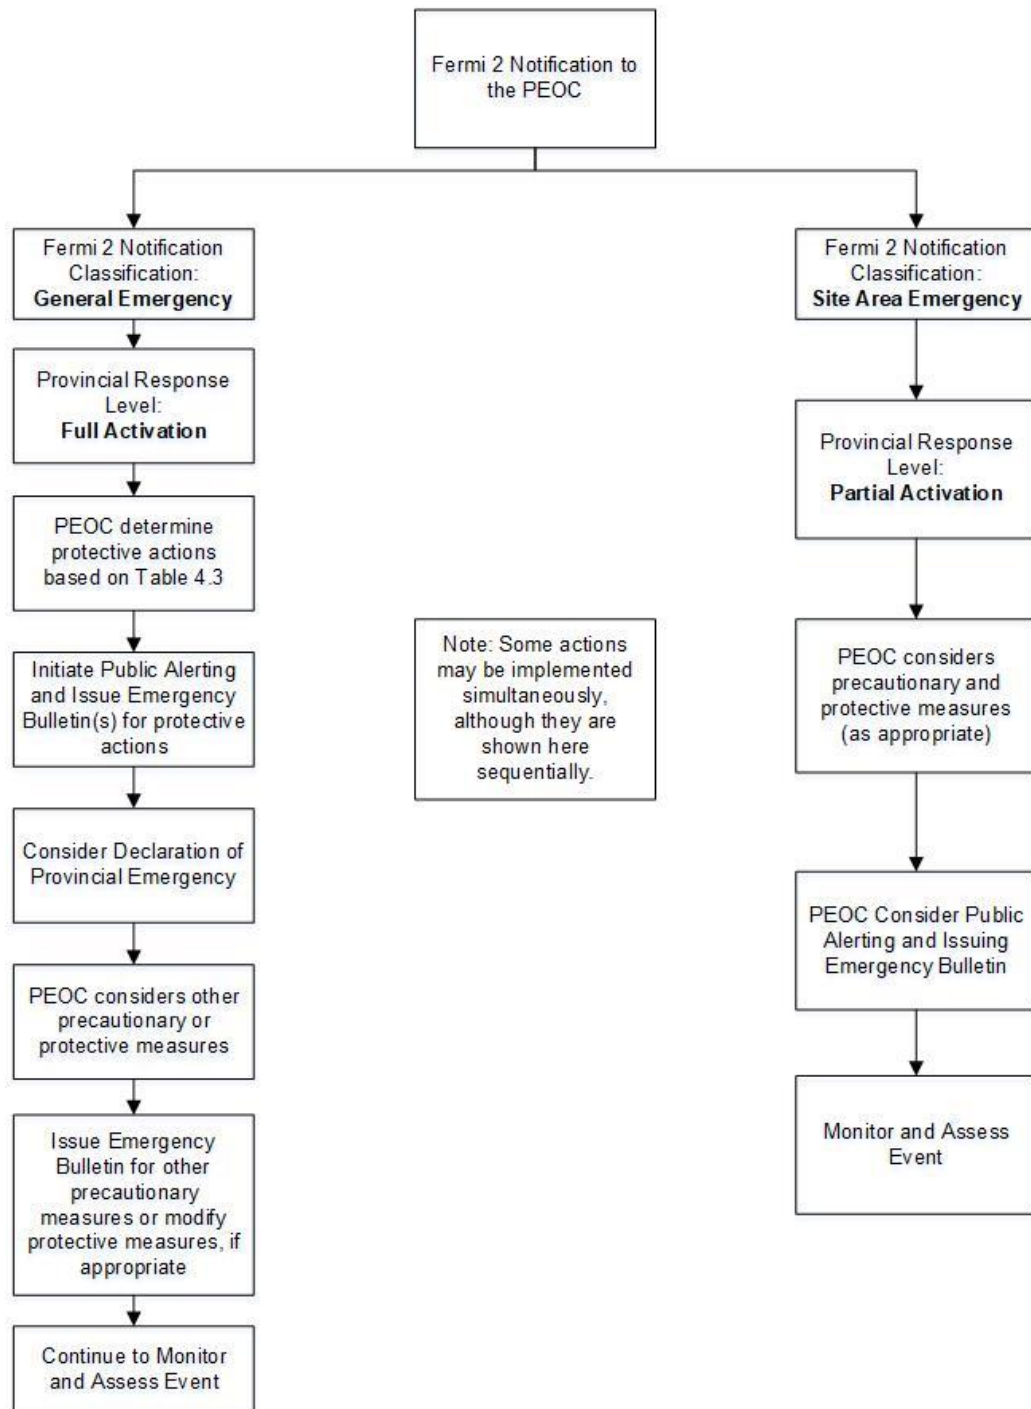 Fermi 2 Notification to
the PEOC
Fermi 2 Notification
Classification:
General Emergency
Provincial Response
Level:
Full Activation
PEOC determine
protective actions
based on Table 4.3
Initiate Public Alerting
and Issue Emergency
Bulletin(s) for protective
actions
Consider Declaration of
Provincial Emergency
PEOC considers other
precautionary or
protective measures
Issue Emergency
Bulletin for other
precautionary
measures or modify
protective measures, if
appropriate
Continue to Monitor
and Assess Event
Note: Some actions
may be implemented
simultaneously,
although they are
shown here
sequentially.
Fermi 2 Notification
Classification:
Site Area Emergency
Provincial Response
Level:
Partial Activation
PEOC considers
precautionary and
protective measures
(as appropriate)
PEOC Consider Public
Alerting and Issuing
Emergency Bulletin
Monitor and Assess
Event